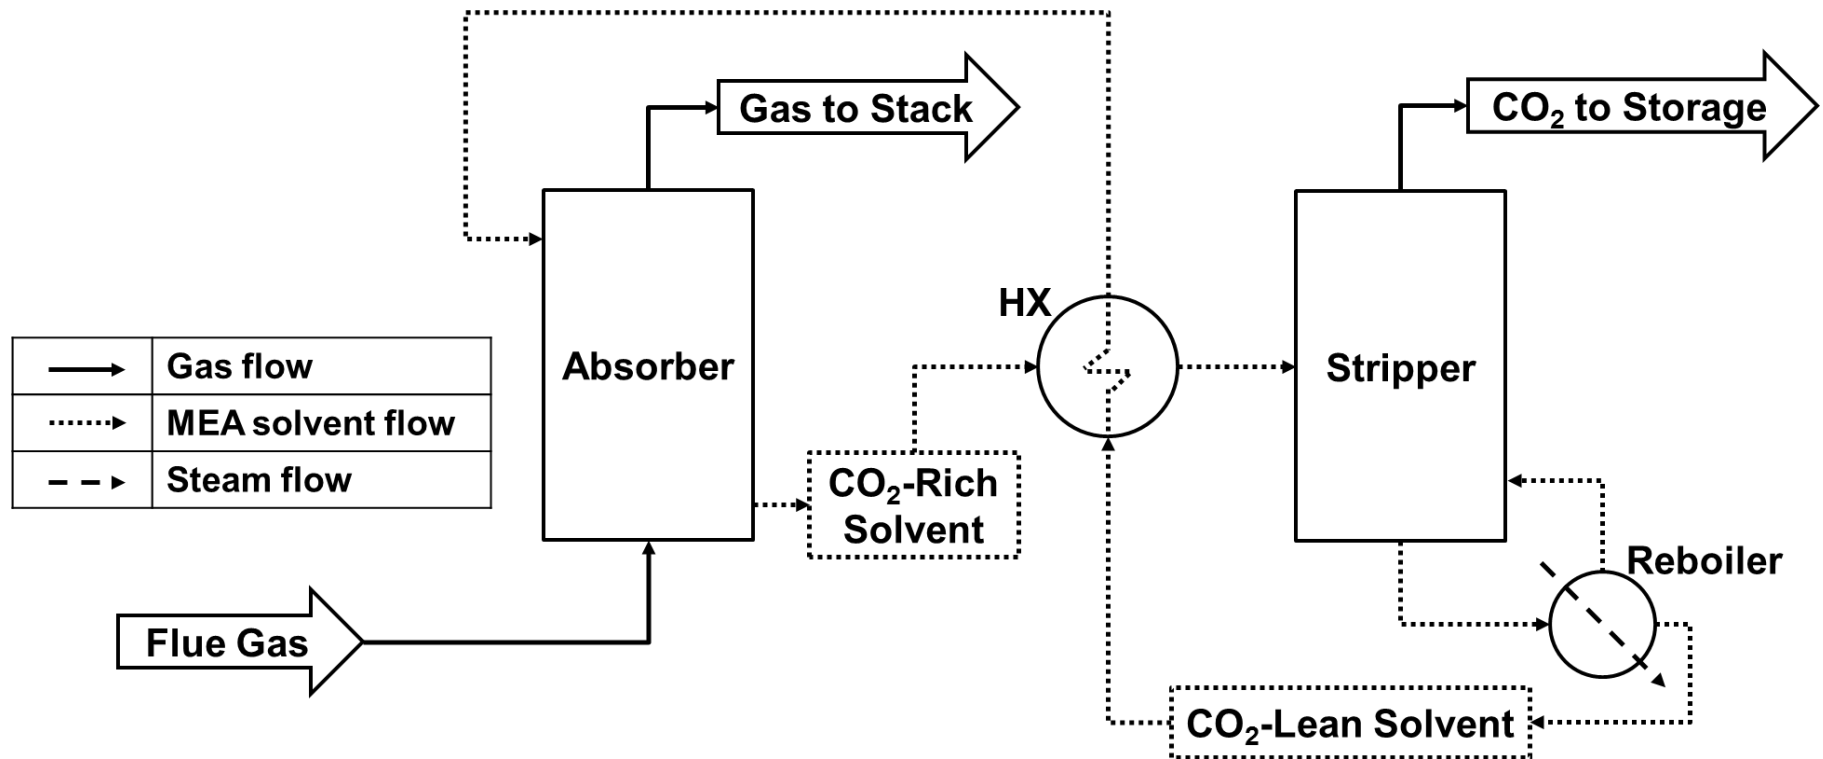 Gas to Stack
CO₂ to Storage
HX
Absorber
Stripper
Gas flow
MEA solvent flow
Steam flow
CO₂-Rich
Solvent
Reboiler
Flue Gas
CO₂-Lean Solvent